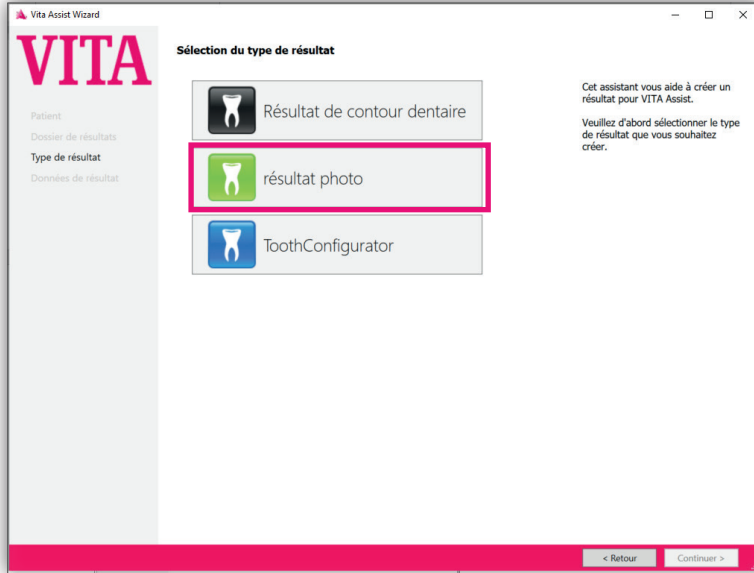 Vita Assist Wizard
VITA
Patient
Dossier de résultats
Type de résultat
Données de résultat
Sélection du type de résultat
Résultat de contour dentaire
résultat photo
ToothConfigurator
Cet assistant vous aide à créer un
résultat pour VITA Assist.
Veuillez d'abord sélectionner le type
de résultat que vous souhaitez
créer.
< Retour
Continuer >